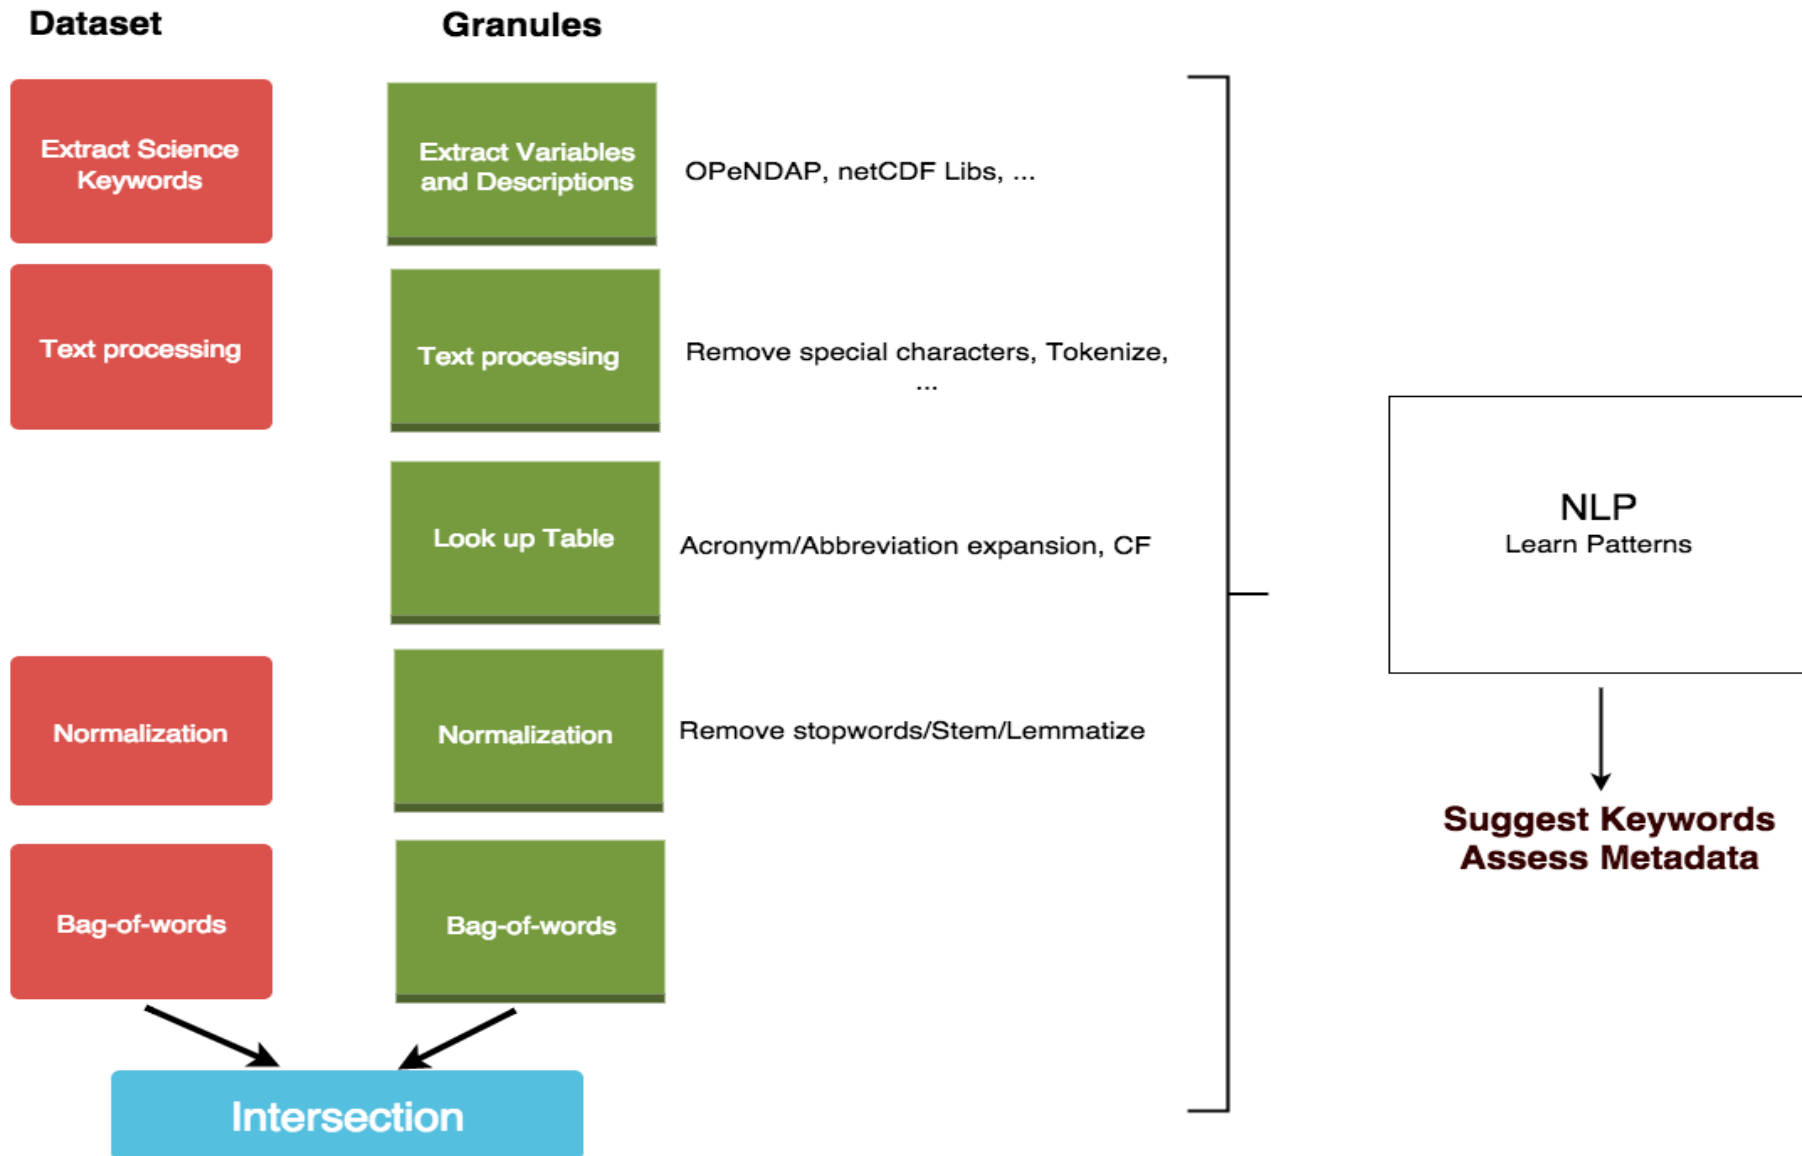 Dataset
Granules
Extract Science
Keywords
Extract Variables
and Descriptions
OPeNDAP, netCDF Libs, ...
Text processing
Text processing
Remove special characters, Tokenize,
...
Look up Table
Acronym/Abbreviation expansion, CF
Normalization
Normalization
Remove stopwords/Stem/Lemmatize
Bag-of-words
Bag-of-words
Intersection
NLP
Learn Patterns
Suggest Keywords
Assess Metadata